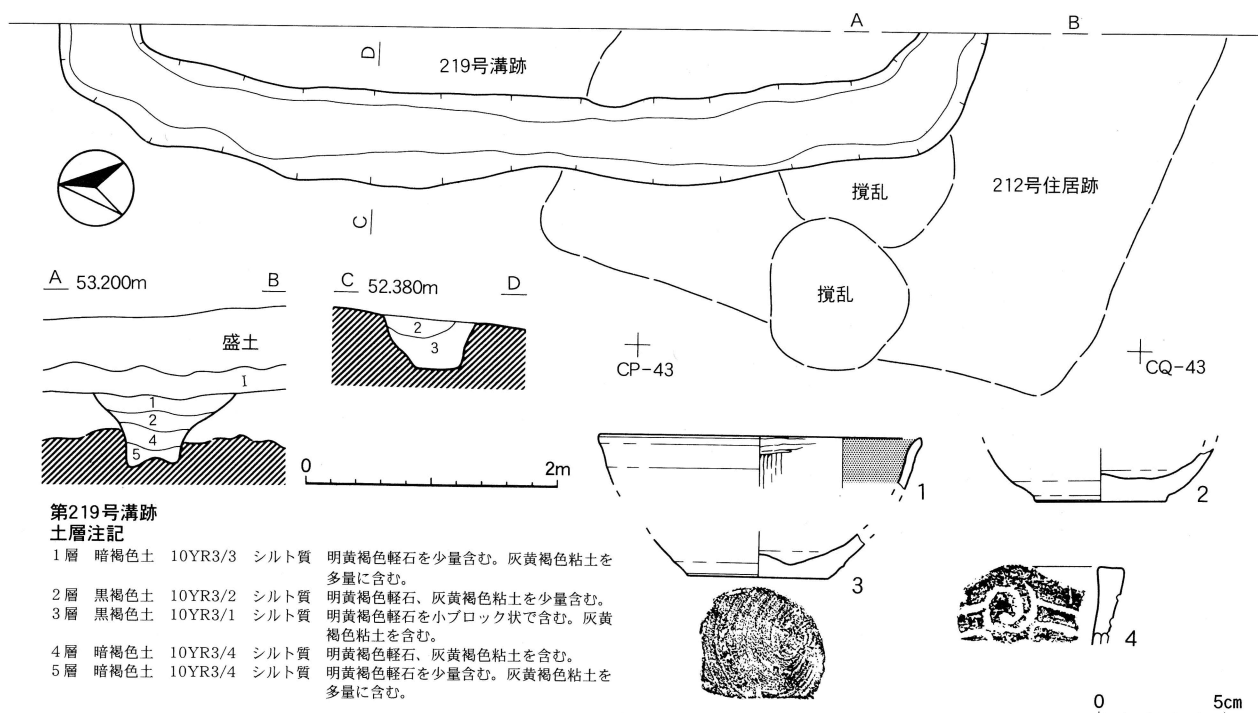 A
B
D
219号溝跡
212号住居跡
撹乱
C
撹乱
A 53.200m B
C 52.380m D
盛土
I
1
2
4
5
2
3
CP-43
CQ-43
0 2m
1
2
3
4
第219号溝跡
土層注記
1層 暗褐色土 10YR3/3 シルト質 明黄褐色軽石を少量含む。灰黄褐色粘土を
多量に含む。
2層 黒褐色土 10YR3/2 シルト質 明黄褐色軽石、灰黄褐色粘土を少量含む。
3層 黒褐色土 10YR3/1 シルト質 明黄褐色軽石を小ブロック状で含む。灰黄
褐色粘土を含む。
4層 暗褐色土 10YR3/4 シルト質 明黄褐色軽石、灰黄褐色粘土を含む。
5層 暗褐色土 10YR3/4 シルト質 明黄褐色軽石を少量含む。灰黄褐色粘土を
多量に含む。
0 5cm